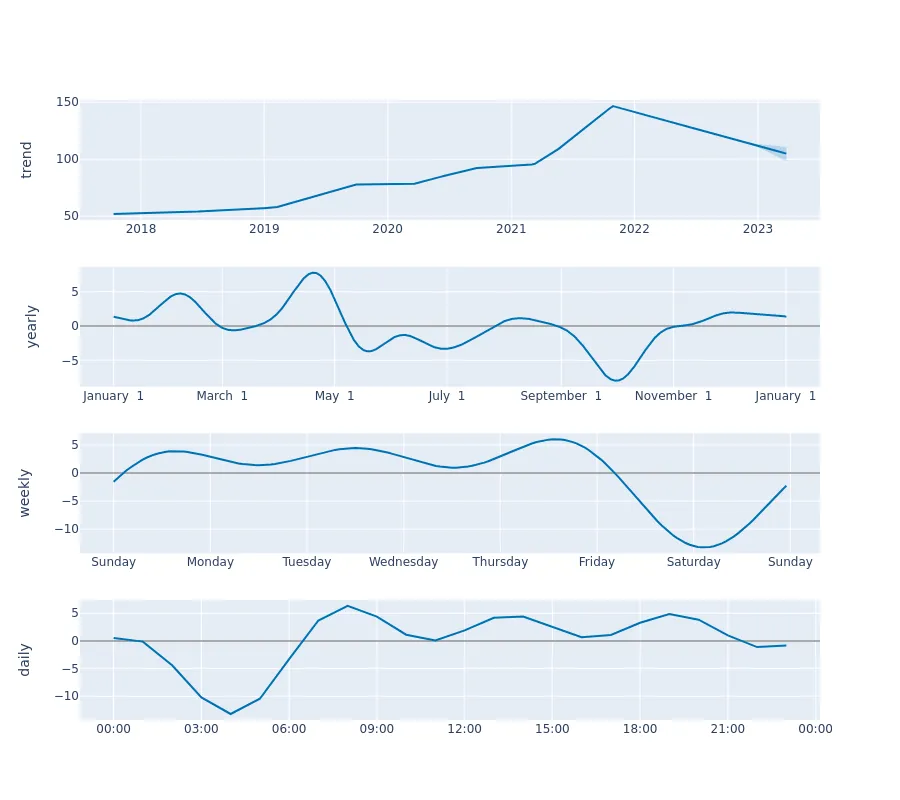 trend
150
100
50
2018 2019 2020 2021 2022 2023
yearly
5
0
−5
January 1 March 1 May 1 July 1 September 1 November 1 January 1
weekly
5
0
−5
−10
Sunday Monday Tuesday Wednesday Thursday Friday Saturday Sunday
daily
5
0
−5
−10
00:00 03:00 06:00 09:00 12:00 15:00 18:00 21:00 00:00